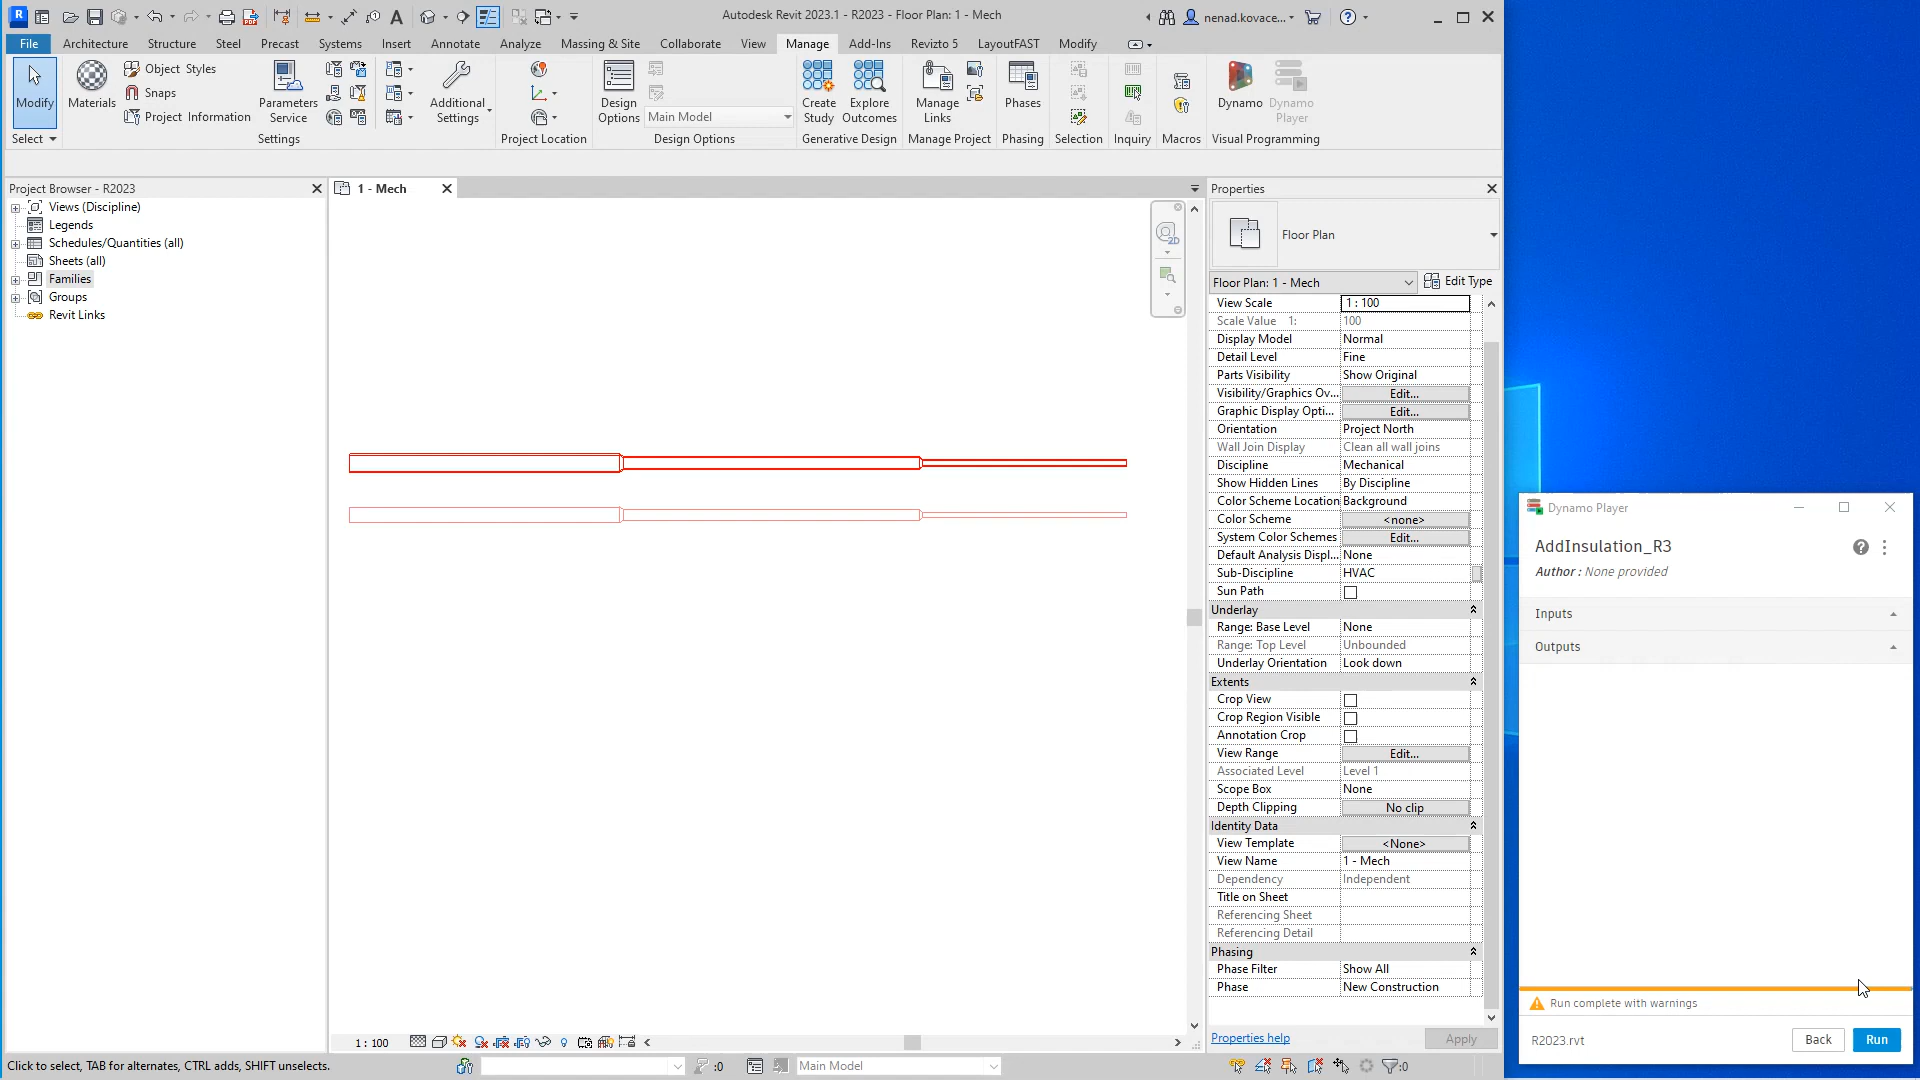 Autodesk Revit 2023.1 - R2023 - Floor Plan: 1 - Mech
nenad.kovace...
File Architecture Structure Steel Precast Systems Insert Annotate Analyze Massing & Site Collaborate View Manage Add-Ins Revizto 5 LayoutFAST Modify
Modify
Materials
Object Styles
Snaps
Project Information
Parameters Service
Additional Settings
Design Options
Main Model
Create Study
Explore Outcomes
Manage Links
Phases
Dynamo
Dynamo Player
Select
Settings
Project Location
Design Options
Generative Design
Manage Project
Phasing
Selection
Inquiry
Macros
Visual Programming
Project Browser - R2023
Views (Discipline)
Legends
Schedules/Quantities (all)
Sheets (all)
Families
Groups
Revit Links
1 - Mech
2D
Properties
Floor Plan
Floor Plan: 1 - Mech Edit Type
View Scale 1 : 100
Scale Value 1: 100
Display Model Normal
Detail Level Fine
Parts Visibility Show Original
Visibility/Graphics Ov... Edit...
Graphic Display Opti... Edit...
Orientation Project North
Wall Join Display Clean all wall joins
Discipline Mechanical
Show Hidden Lines By Discipline
Color Scheme Location Background
Color Scheme <none>
System Color Schemes Edit...
Default Analysis Displ... None
Sub-Discipline HVAC
Sun Path
Underlay
Range: Base Level None
Range: Top Level Unbounded
Underlay Orientation Look down
Extents
Crop View
Crop Region Visible
Annotation Crop
View Range Edit...
Associated Level Level 1
Scope Box None
Depth Clipping No clip
Identity Data
View Template <None>
View Name 1 - Mech
Dependency Independent
Title on Sheet
Referencing Sheet
Referencing Detail
Phasing
Phase Filter Show All
Phase New Construction
Properties help Apply
1 : 100
Click to select, TAB for alternates, CTRL adds, SHIFT unselects.
:0
Main Model
:0
Dynamo Player
AddInsulation_R3
Author : None provided
Inputs
Outputs
Run complete with warnings
R2023.rvt Back Run